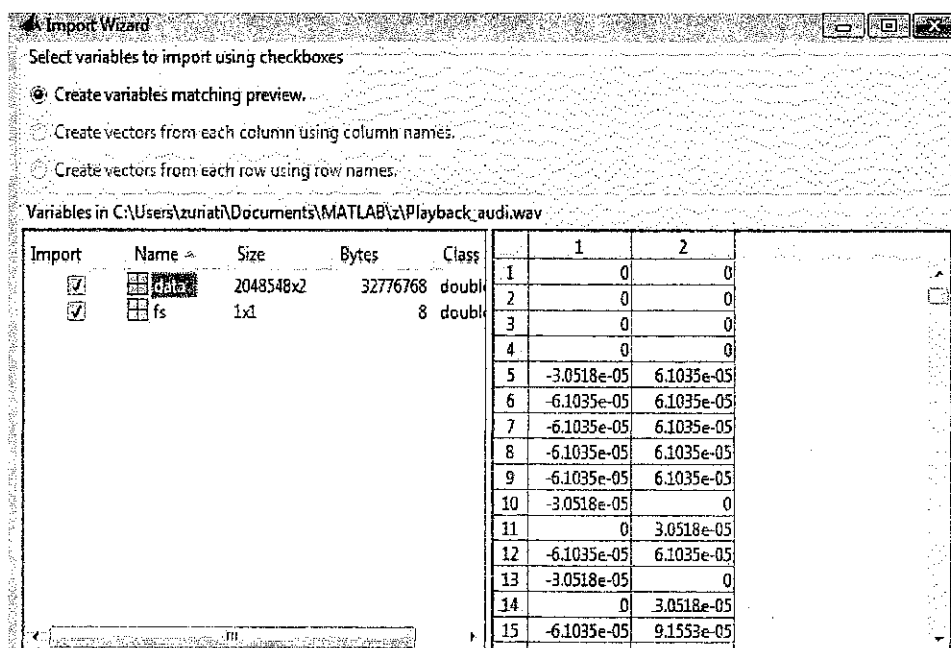 Import Wizard
Select variables to import using checkboxes
Create variables matching preview.
Create vectors from each column using column names.
Create vectors from each row using row names.
Variables in C:\Users\zuriati\Documents\MATLAB\z\Playback_audi.wav
Import Name Size Bytes Class
data 2048548x2 32776768 double
fs 1x1 8 double
1 2
1 0 0
2 0 0
3 0 0
4 0 0
5 -3.0518e-05 6.1035e-05
6 -6.1035e-05 6.1035e-05
7 -6.1035e-05 6.1035e-05
8 -6.1035e-05 6.1035e-05
9 -6.1035e-05 6.1035e-05
10 -3.0518e-05 0
11 0 3.0518e-05
12 -6.1035e-05 6.1035e-05
13 -3.0518e-05 0
14 0 3.0518e-05
15 -6.1035e-05 9.1553e-05